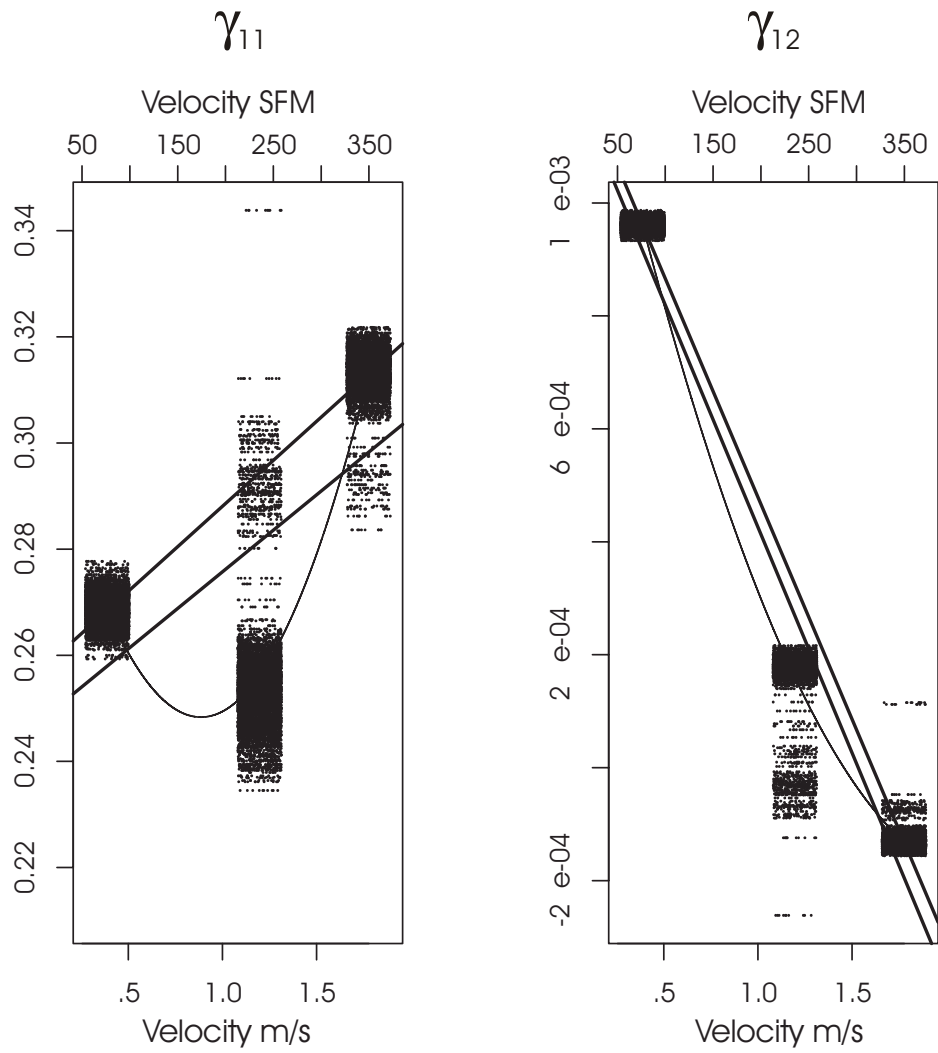 γ11
Velocity SFM
50 150 250 350
0.34
0.32
0.30
0.28
0.26
0.24
0.22
.5 1.0 1.5
Velocity m/s
γ12
Velocity SFM
50 150 250 350
1 e-03
6 e-04
2 e-04
-2 e-04
.5 1.0 1.5
Velocity m/s